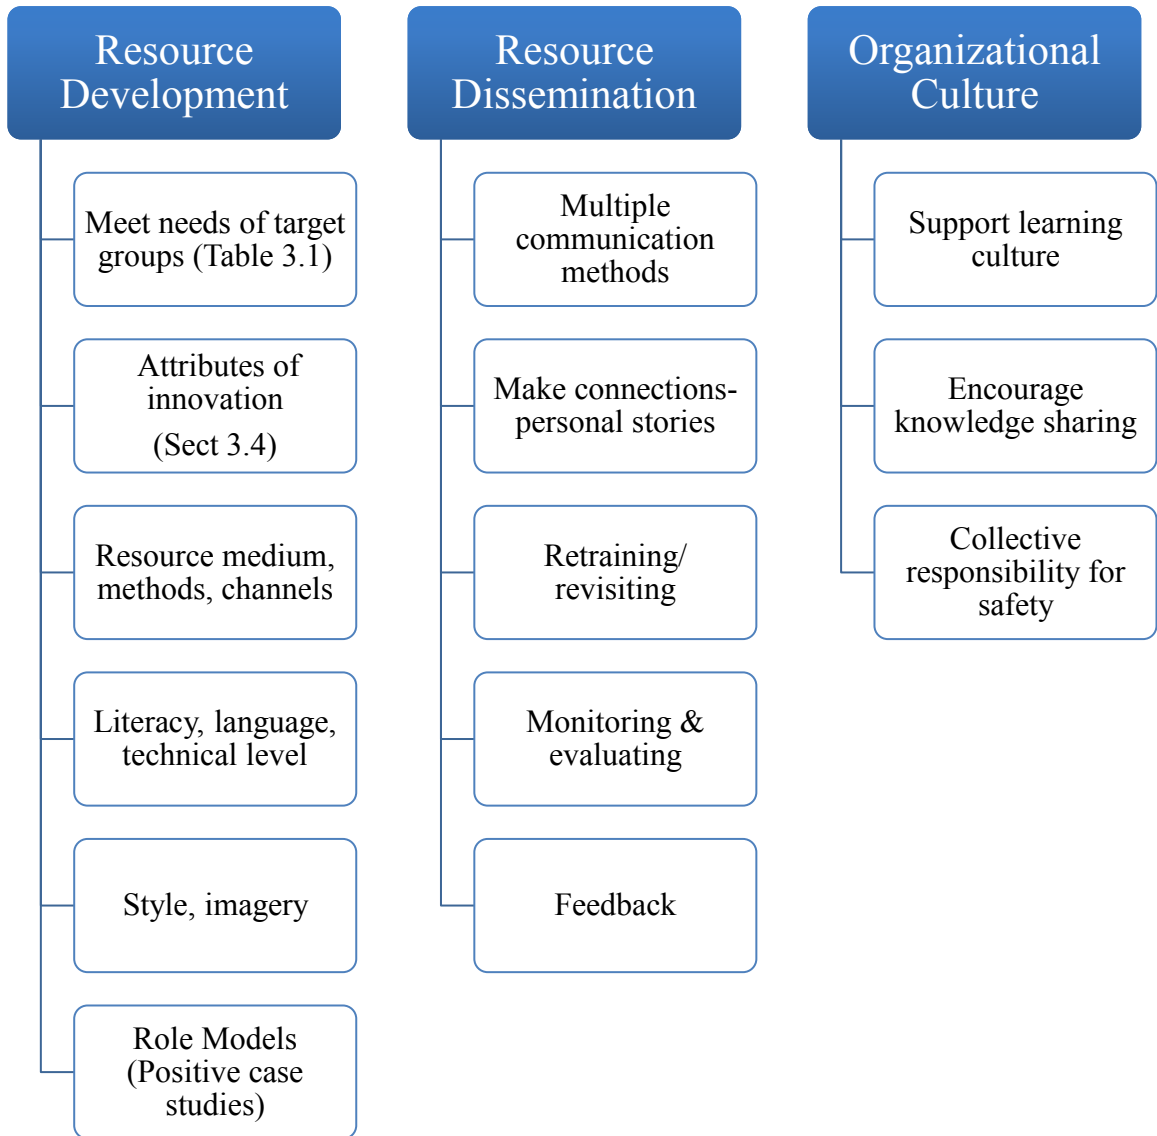 Resource
Development
Meet needs of target
groups (Table 3.1)
Attributes of
innovation
(Sect 3.4)
Resource medium,
methods, channels
Literacy, language,
technical level
Style, imagery
Role Models
(Positive case
studies)
Resource
Dissemination
Multiple
communication
methods
Make connections-
personal stories
Retraining/
revisiting
Monitoring &
evaluating
Feedback
Organizational
Culture
Support learning
culture
Encourage
knowledge sharing
Collective
responsibility for
safety